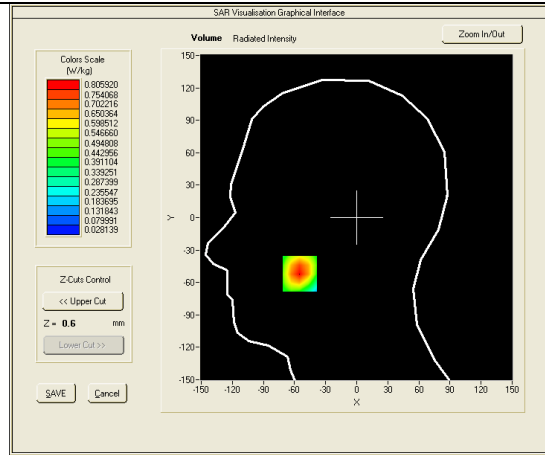 SAR Visualisation Graphical Interface
Volume Radiated Intensity
Zoom In/Out
Colors Scale
(W/kg)
0.805920
0.754068
0.702216
0.650364
0.598512
0.546660
0.494808
0.442956
0.391104
0.339251
0.287399
0.235547
0.183695
0.131843
0.079991
0.028139
Z-Cuts Control
<< Upper Cut
Z = 0.6 mm
Lower Cut >>
SAVE
Cancel
150
120
90
60
30
0
-30
-60
-90
-120
-150
Y
-150 -120 -90 -60 -30 0 30 60 90 120 150
X